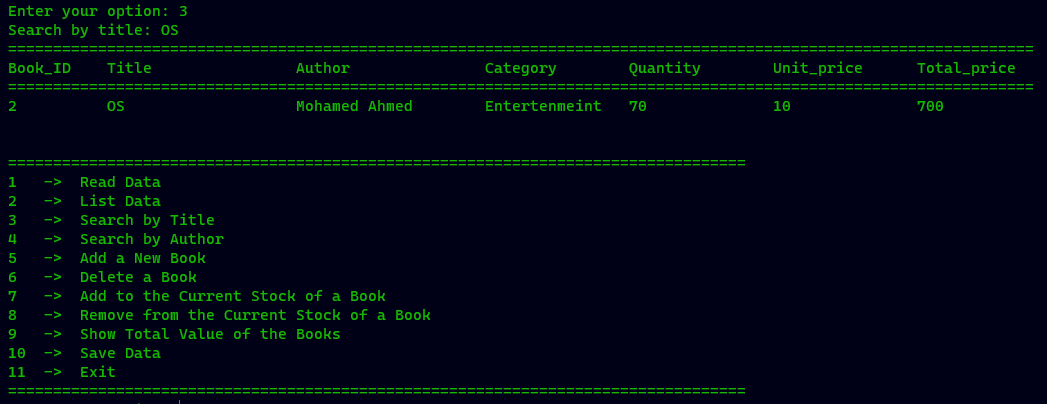 Enter your option: 3
Search by title: OS
==================================================================================================================
Book_ID    Title                Author               Category        Quantity        Unit_price      Total_price
==================================================================================================================
2          OS                   Mohamed Ahmed        Entertenmeint   70              10              700
==================================================================================
1   ->  Read Data
2   ->  List Data
3   ->  Search by Title
4   ->  Search by Author
5   ->  Add a New Book
6   ->  Delete a Book
7   ->  Add to the Current Stock of a Book
8   ->  Remove from the Current Stock of a Book
9   ->  Show Total Value of the Books
10  ->  Save Data
11  ->  Exit
==================================================================================